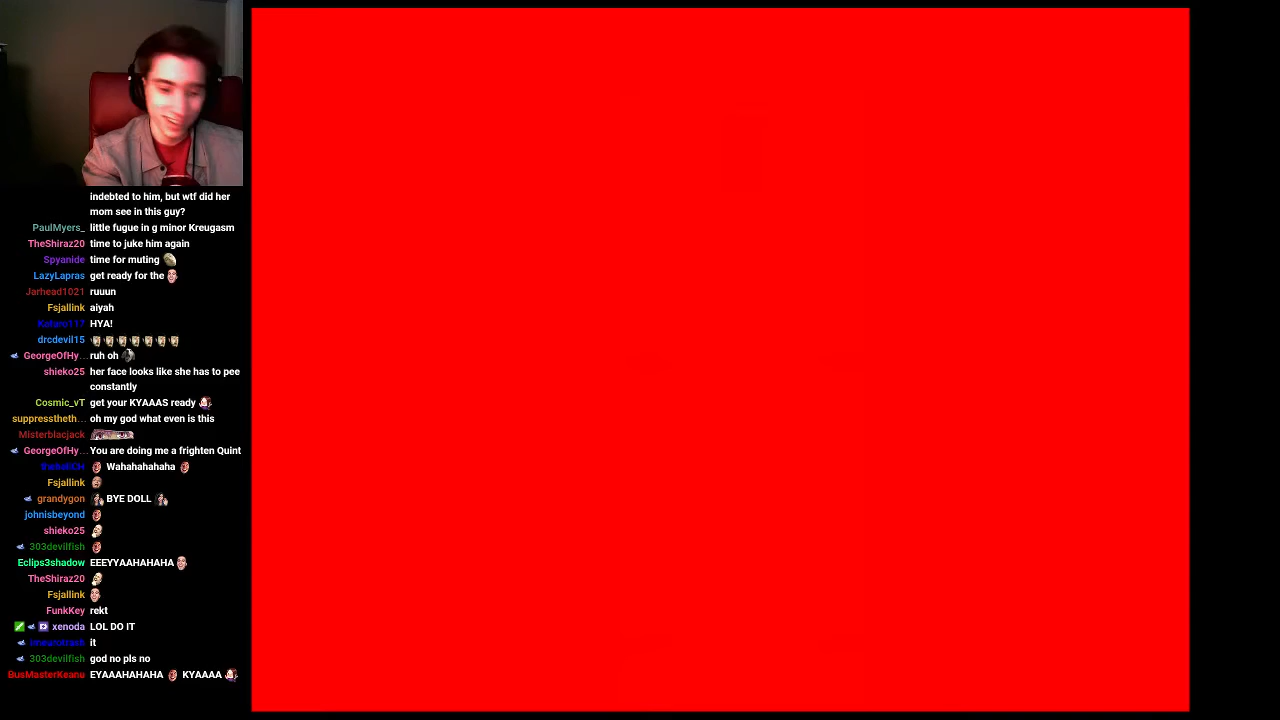 indebted to him, but wtf did her
mom see in this guy?
PaulMyers_ little fugue in g minor Kreugasm
TheShiraz20 time to juke him again
Spyanide time for muting
LazyLapras get ready for the
Jarhead1021 ruuun
Fsjallink aiyah
HYA!
drcdevil15
GeorgeOfHy... ruh oh
shieko25 her face looks like she has to pee
constantly
Cosmic_vT get your KYAAAS ready
suppresstheth... oh my god what even is this
Misterblacjack
GeorgeOfHy... You are doing me a frighten Quint
Wahahahahaha
Fsjallink
grandygon BYE DOLL
johnisbeyond
shieko25
303devilfish
Eclips3shadow EEEYYAAHAHAHA
TheShiraz20
Fsjallink
FunkKey rekt
xenoda LOL DO IT
it
303devilfish god no pls no
BusMasterKeanu EYAAAHAHAHA KYAAAA